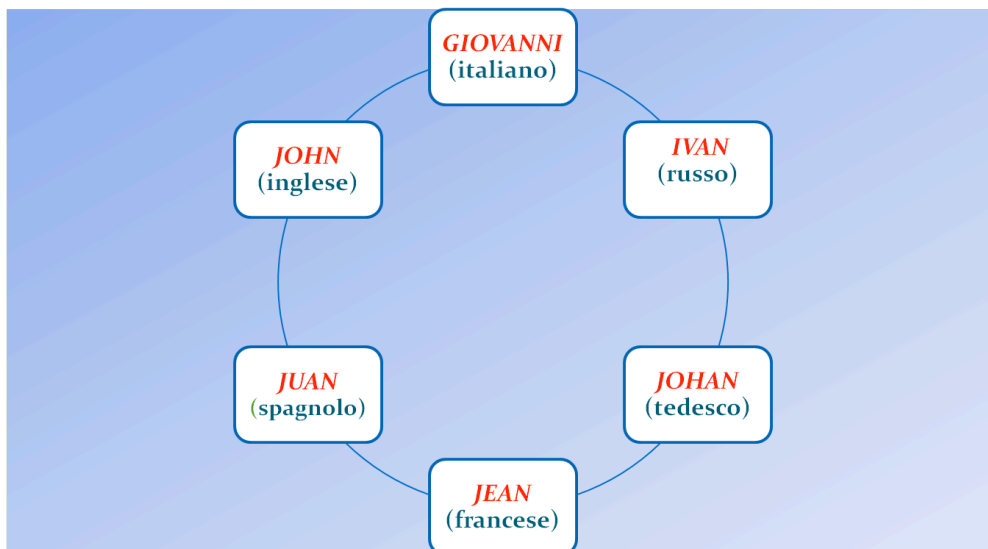 GIOVANNI
(italiano)
JOHN
(inglese)
IVAN
(russo)
JUAN
(spagnolo)
JOHAN
(tedesco)
JEAN
(francese)